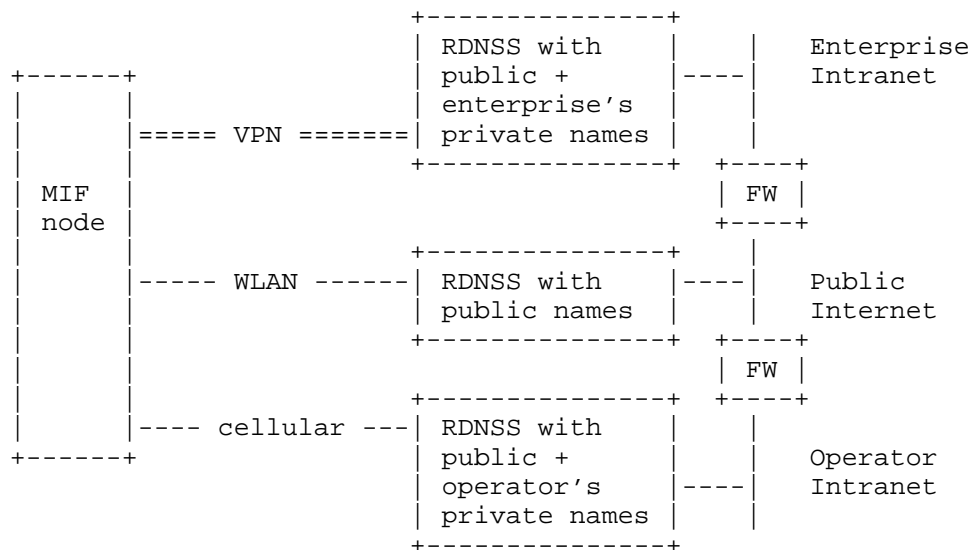 RDNSS with Enterprise
public + Intranet
enterprise's
===== VPN ======= private names
MIF FW
node
----- WLAN ------ RDNSS with Public
public names Internet
FW
---- cellular --- RDNSS with
public + Operator
operator's Intranet
private names